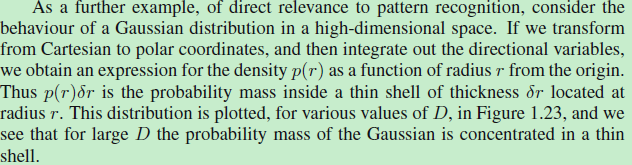 As a further example, of direct relevance to pattern recognition, consider the
behaviour of a Gaussian distribution in a high-dimensional space. If we transform
from Cartesian to polar coordinates, and then integrate out the directional variables,
we obtain an expression for the density p(r) as a function of radius r from the origin.
Thus p(r)δr is the probability mass inside a thin shell of thickness δr located at
radius r. This distribution is plotted, for various values of D, in Figure 1.23, and we
see that for large D the probability mass of the Gaussian is concentrated in a thin
shell.